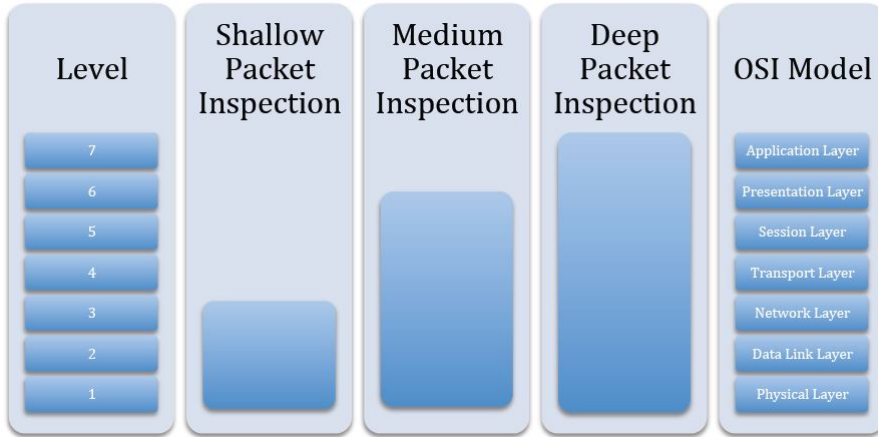 Level
7
6
5
4
3
2
1
Shallow
Packet
Inspection
Medium
Packet
Inspection
Deep
Packet
Inspection
OSI Model
Application Layer
Presentation Layer
Session Layer
Transport Layer
Network Layer
Data Link Layer
Physical Layer